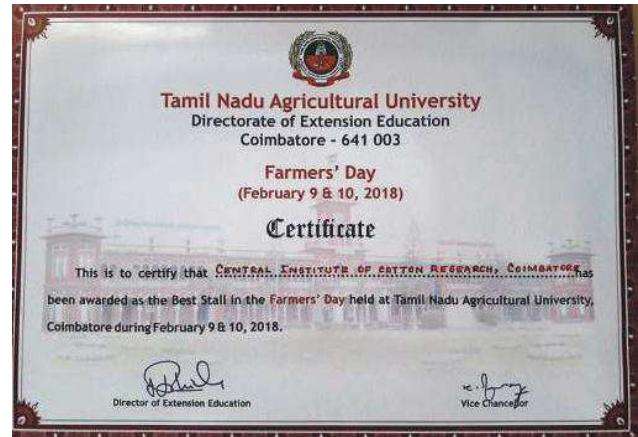 Tamil Nadu Agricultural University
Directorate of Extension Education
Coimbatore - 641 003
Farmers' Day
(February 9 & 10, 2018)
Certificate
This is to certify that CENTRAL INSTITUTE OF COTTON RESEARCH, COIMBATORE has
been awarded as the Best Stall in the Farmers' Day held at Tamil Nadu Agricultural University,
Coimbatore during February 9 & 10, 2018.
Director of Extension Education
Vice Chancellor